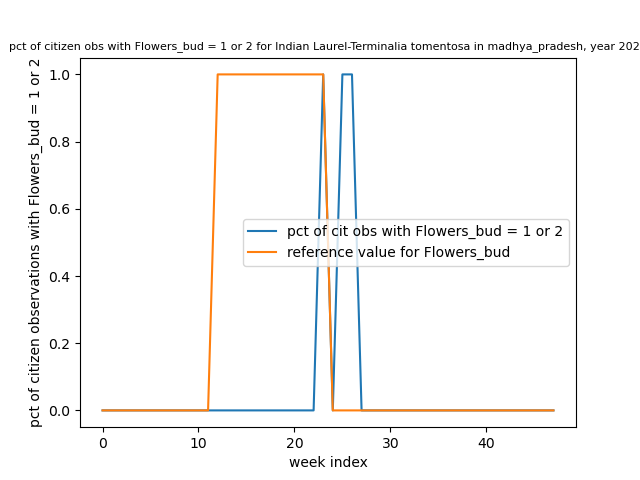 pct of citizen obs with Flowers_bud = 1 or 2 for Indian Laurel-Terminalia tomentosa in madhya_pradesh, year 202
pct of citizen observations with Flowers_bud = 1 or 2
1.0
0.8
0.6
0.4
0.2
0.0
pct of cit obs with Flowers_bud = 1 or 2
reference value for Flowers_bud
0 10 20 30 40
week index